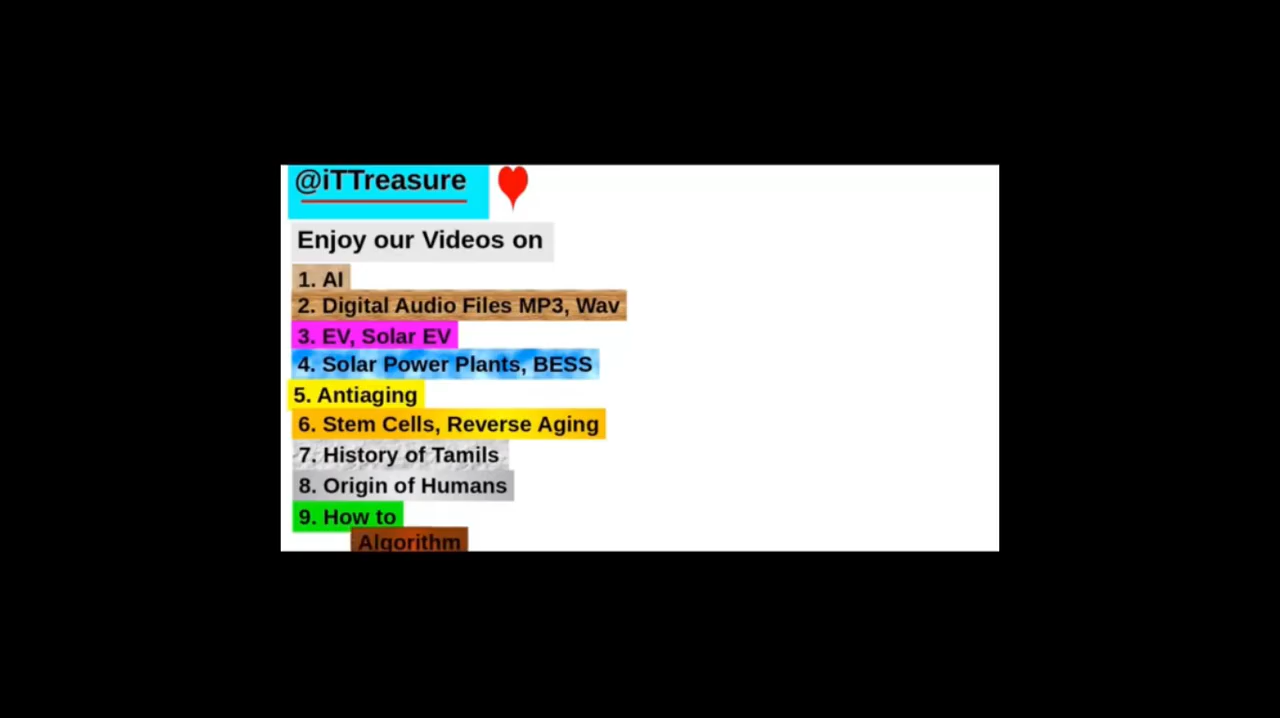 @iTTreasure
Enjoy our Videos on
1. AI
2. Digital Audio Files MP3, Wav
3. EV, Solar EV
4. Solar Power Plants, BESS
5. Antiaging
6. Stem Cells, Reverse Aging
7. History of Tamils
8. Origin of Humans
9. How to
Algorithm